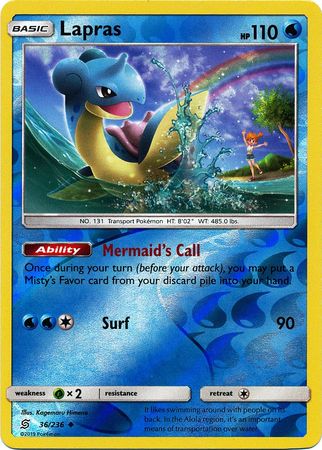 BASIC Lapras HP 110
NO. 131 Transport Pokémon HT: 8'02" WT: 485.0 lbs.
Ability Mermaid's Call
Once during your turn (before your attack), you may put a
Misty's Favor card from your discard pile into your hand.
Surf 90
weakness ×2 resistance retreat
Illus. Kagemaru Himeno
36/236
©2019 Pokémon
It likes swimming around with people on its
back. In the Alola region, it's an important
means of transportation over water.